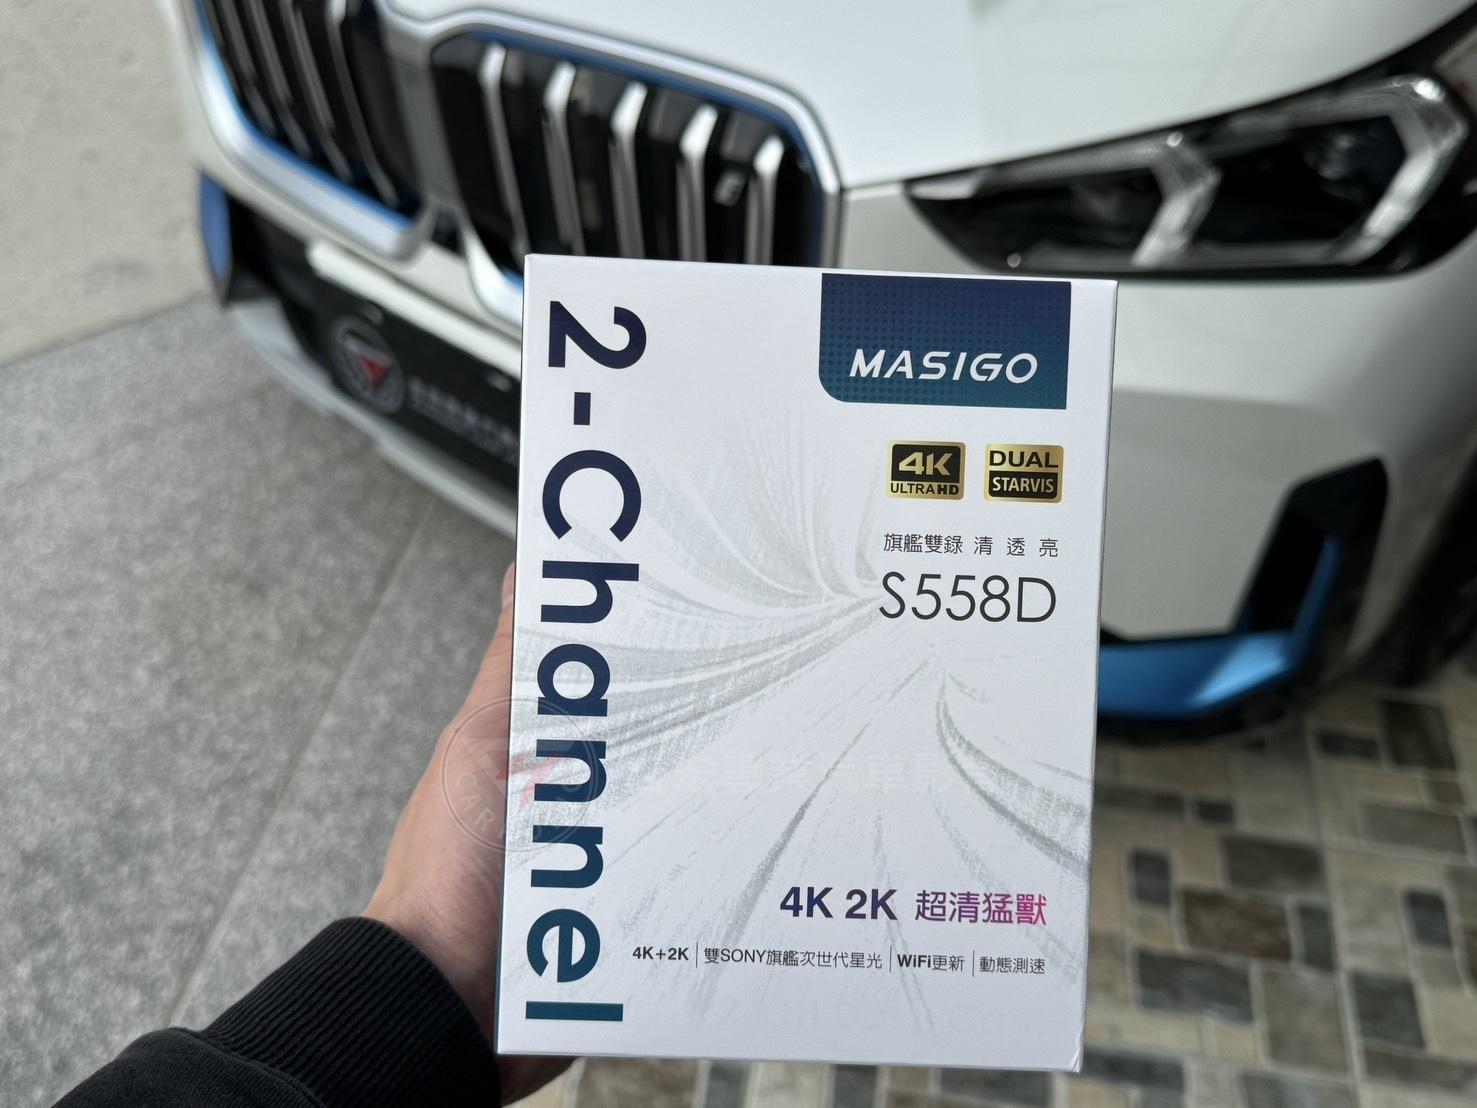 2-Channel
MASIGO
4K
ULTRA HD
DUAL
STARVIS
旗艦雙錄 清 透 亮
S558D
4K 2K 超清猛獸
4K+2K | 雙SONY旗艦次世代星光 | WiFi更新 | 動態測速